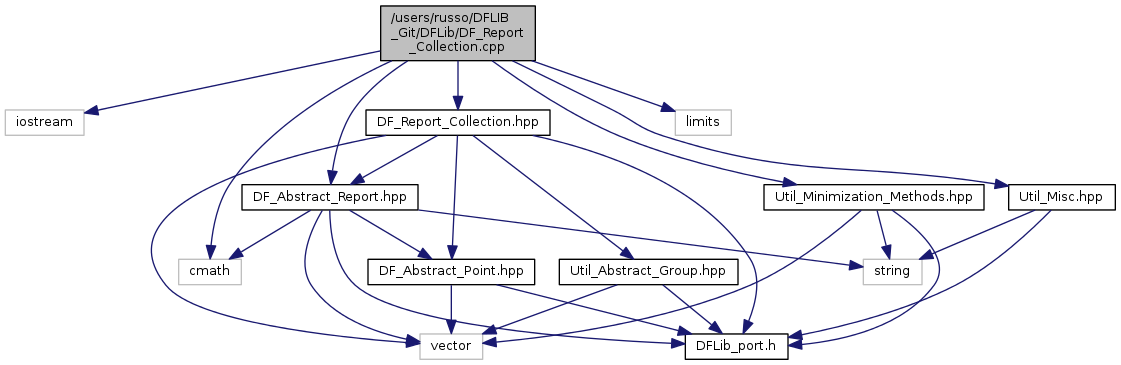 /users/russo/DFLIB
_Git/DFLib/DF_Report
_Collection.cpp
iostream
DF_Report_Collection.hpp
limits
DF_Abstract_Report.hpp
Util_Minimization_Methods.hpp
Util_Misc.hpp
cmath
DF_Abstract_Point.hpp
Util_Abstract_Group.hpp
string
vector
DFLib_port.h